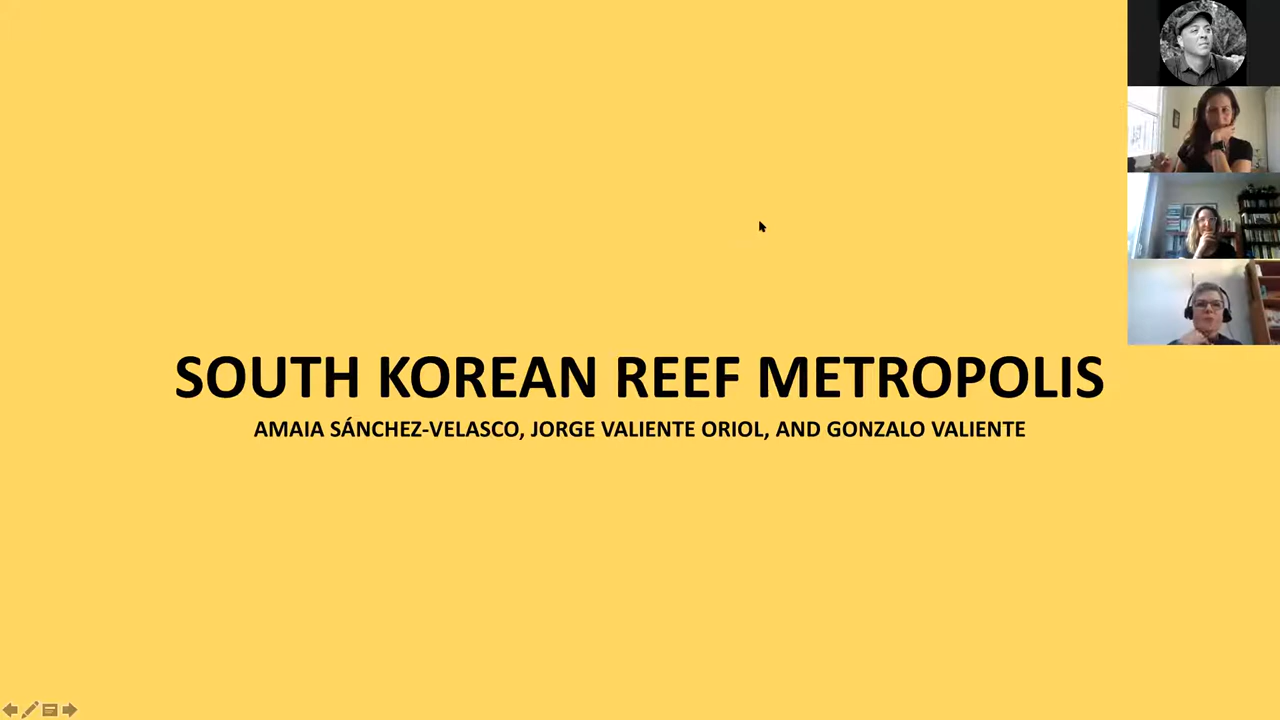 SOUTH KOREAN REEF METROPOLIS
AMAIA SÁNCHEZ-VELASCO, JORGE VALIENTE ORIOL, AND GONZALO VALIENTE